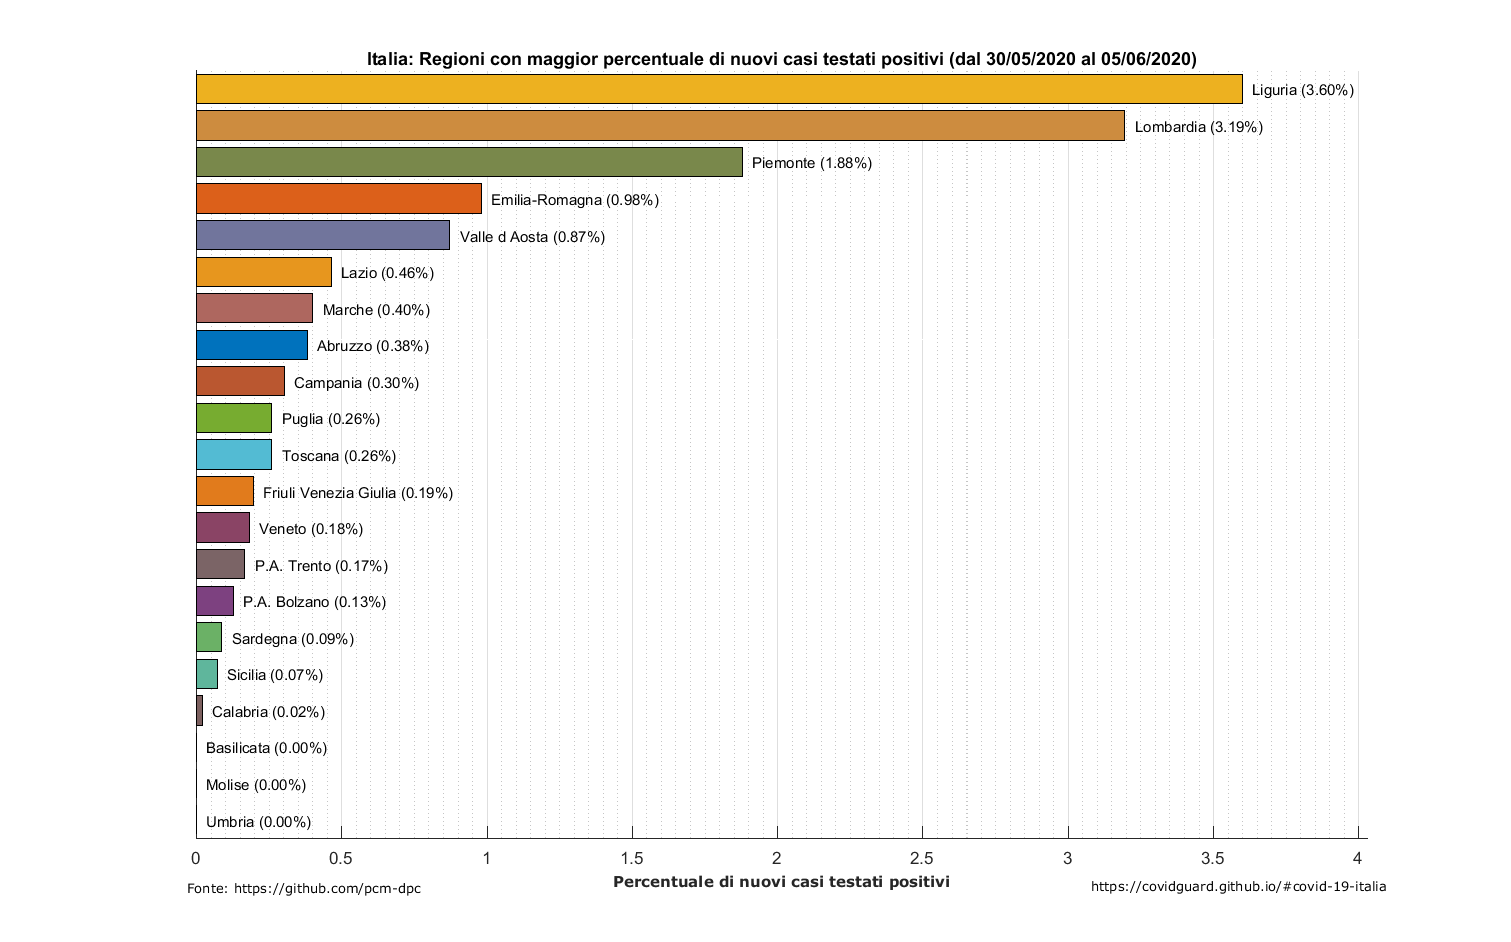 Italia: Regioni con maggior percentuale di nuovi casi testati positivi (dal 30/05/2020 al 05/06/2020)
Liguria (3.60%)
Lombardia (3.19%)
Piemonte (1.88%)
Emilia-Romagna (0.98%)
Valle d Aosta (0.87%)
Lazio (0.46%)
Marche (0.40%)
Abruzzo (0.38%)
Campania (0.30%)
Puglia (0.26%)
Toscana (0.26%)
Friuli Venezia Giulia (0.19%)
Veneto (0.18%)
P.A. Trento (0.17%)
P.A. Bolzano (0.13%)
Sardegna (0.09%)
Sicilia (0.07%)
Calabria (0.02%)
Basilicata (0.00%)
Molise (0.00%)
Umbria (0.00%)
0 0.5 1 1.5 2 2.5 3 3.5 4
Percentuale di nuovi casi testati positivi
Fonte: https://github.com/pcm-dpc
https://covidguard.github.io/#covid-19-italia